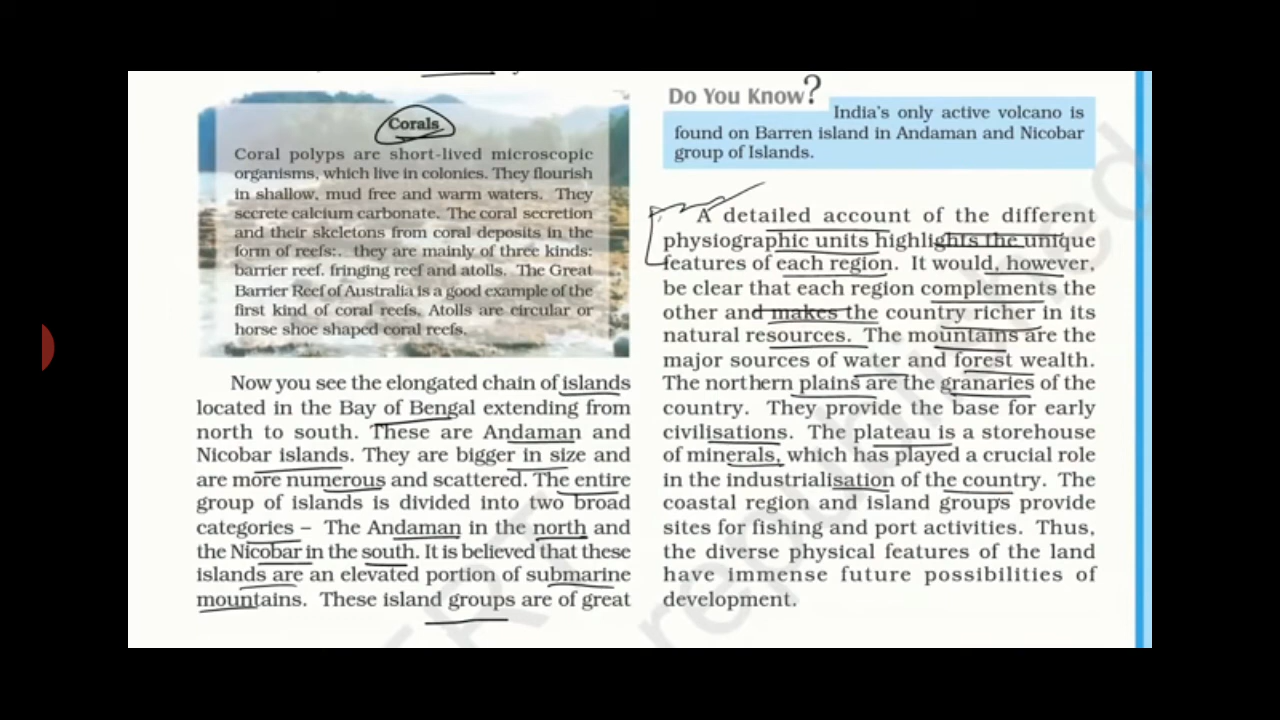 Corals
Coral polyps are short-lived microscopic
organisms, which live in colonies. They flourish
in shallow, mud free and warm waters. They
secrete calcium carbonate. The coral secretion
and their skeletons from coral deposits in the
form of reefs:. they are mainly of three kinds:
barrier reef. fringing reef and atolls. The Great
Barrier Reef of Australia is a good example of the
first kind of coral reefs. Atolls are circular or
horse shoe shaped coral reefs.
Now you see the elongated chain of islands
located in the Bay of Bengal extending from
north to south. These are Andaman and
Nicobar islands. They are bigger in size and
are more numerous and scattered. The entire
group of islands is divided into two broad
categories – The Andaman in the north and
the Nicobar in the south. It is believed that these
islands are an elevated portion of submarine
mountains. These island groups are of great
Do You Know?
India's only active volcano is
found on Barren island in Andaman and Nicobar
group of Islands.
A detailed account of the different
physiographic units highlights the unique
features of each region. It would, however,
be clear that each region complements the
other and makes the country richer in its
natural resources. The mountains are the
major sources of water and forest wealth.
The northern plains are the granaries of the
country. They provide the base for early
civilisations. The plateau is a storehouse
of minerals, which has played a crucial role
in the industrialisation of the country. The
coastal region and island groups provide
sites for fishing and port activities. Thus,
the diverse physical features of the land
have immense future possibilities of
development.